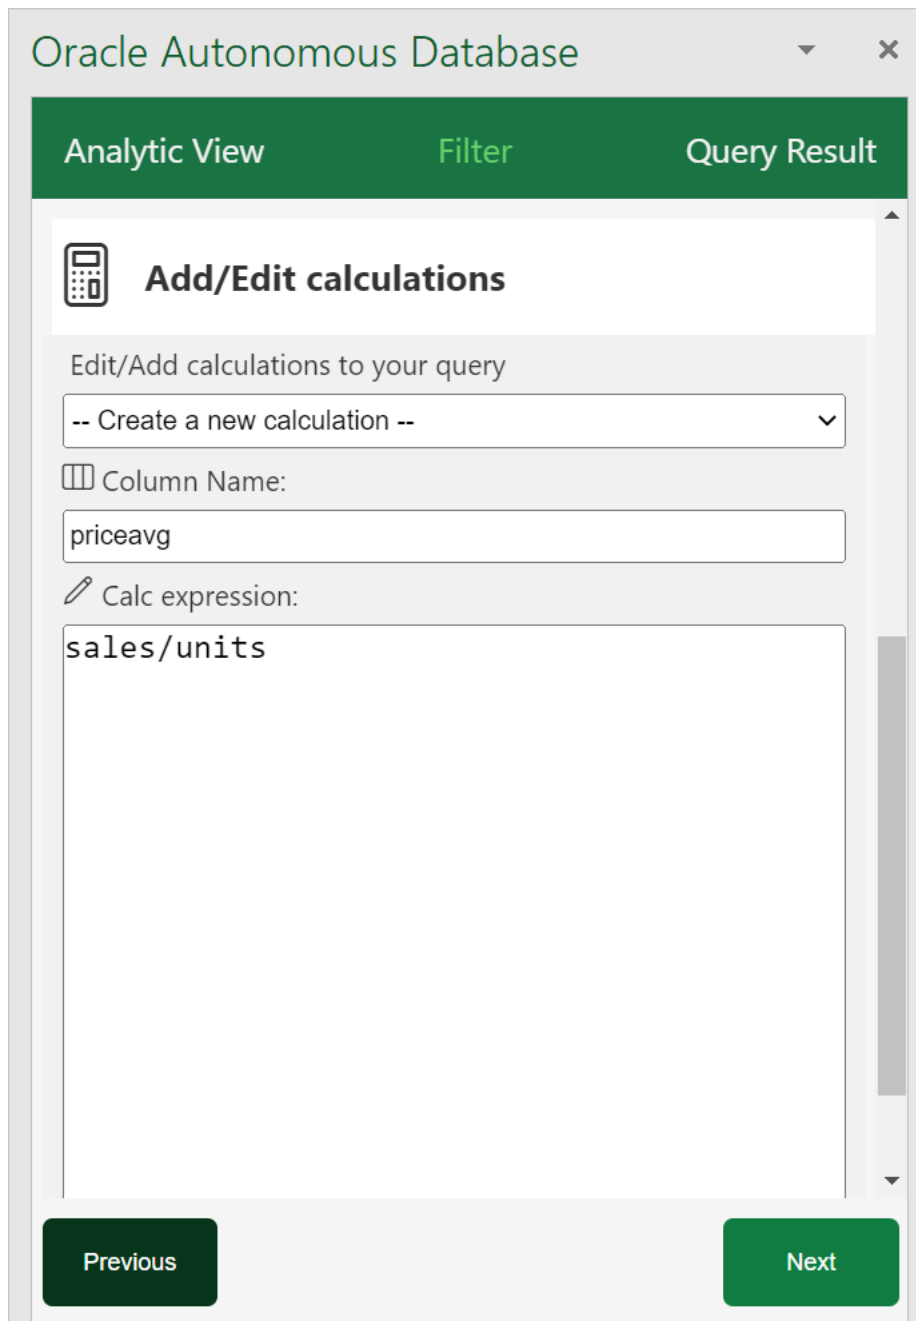 Oracle Autonomous Database
Analytic View Filter Query Result
Add/Edit calculations
Edit/Add calculations to your query
-- Create a new calculation --
Column Name:
priceavg
Calc expression:
sales/units
Previous Next